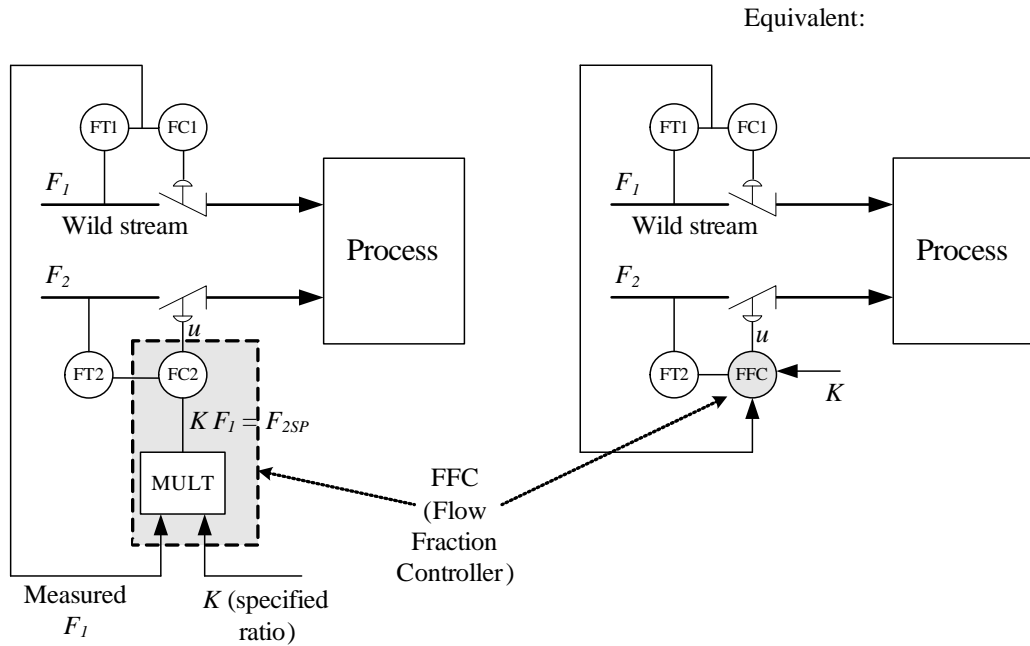 Equivalent:
FT1
FC1
F1
Wild stream
F2
Process
u
FT2
FC2
K F1 = F2SP
MULT
Measured
F1
K (specified
ratio)
FFC
(Flow
Fraction
Controller)
FT1
FC1
F1
Wild stream
F2
Process
u
FT2
FFC
K